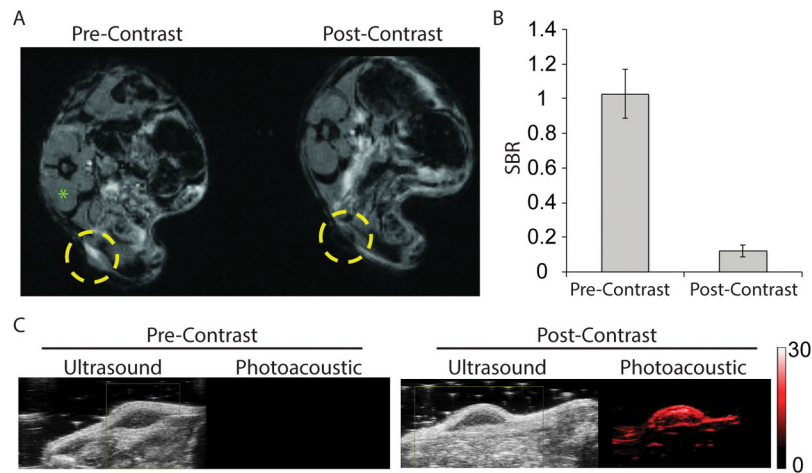 A
Pre-Contrast
Post-Contrast
*
B
SBR
1.4
1.2
1
0.8
0.6
0.4
0.2
0
Pre-Contrast
Post-Contrast
C
Pre-Contrast
Post-Contrast
Ultrasound
Photoacoustic
Ultrasound
Photoacoustic
30
0